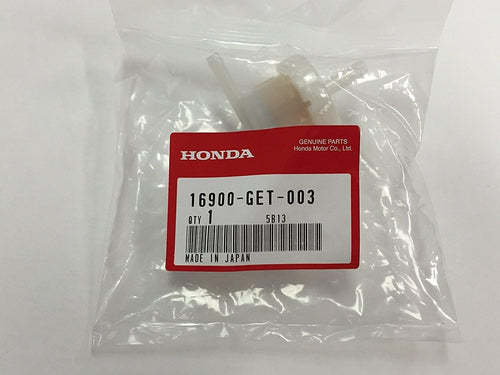 GENUINE PARTS
HONDA Honda Motor Co., Ltd.
16900-GET-003
QTY 1 5B13
MADE IN JAPAN